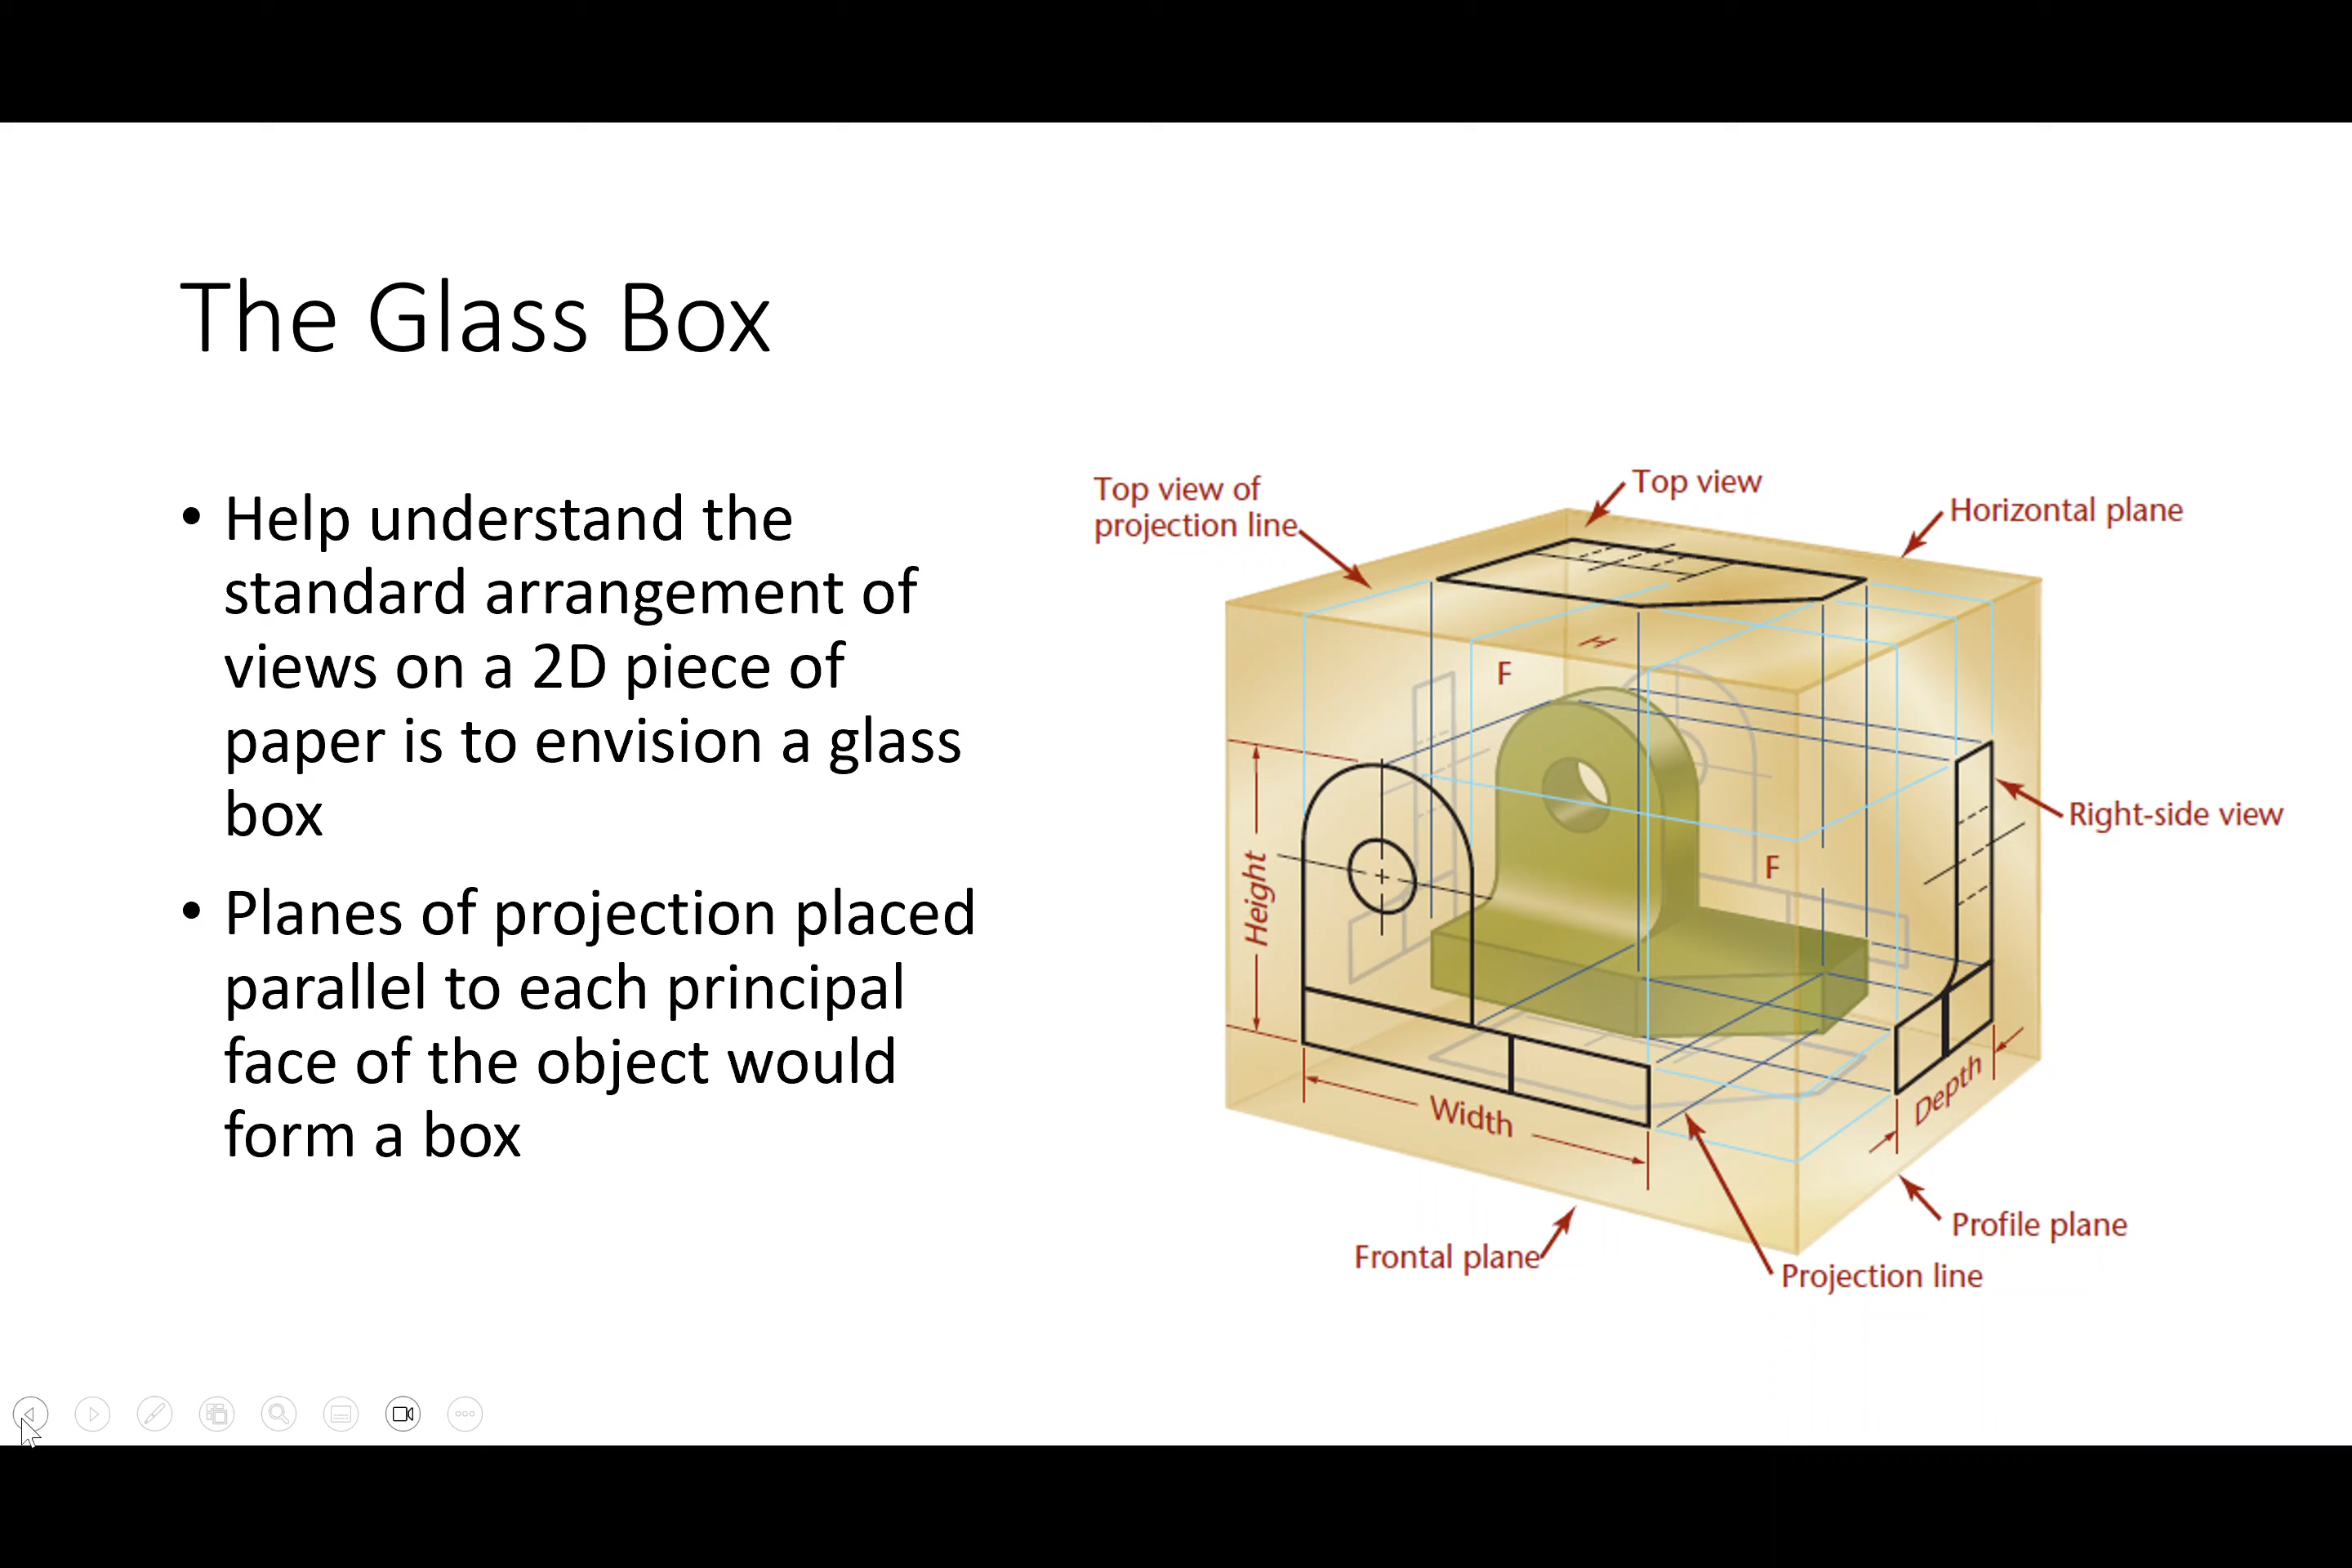 The Glass Box
• Help understand the
standard arrangement of
views on a 2D piece of
paper is to envision a glass
box
• Planes of projection placed
parallel to each principal
face of the object would
form a box
Top view of
projection line
Top view
Horizontal plane
H
F
Right-side view
F
Height
Width
Depth
Profile plane
Frontal plane
Projection line